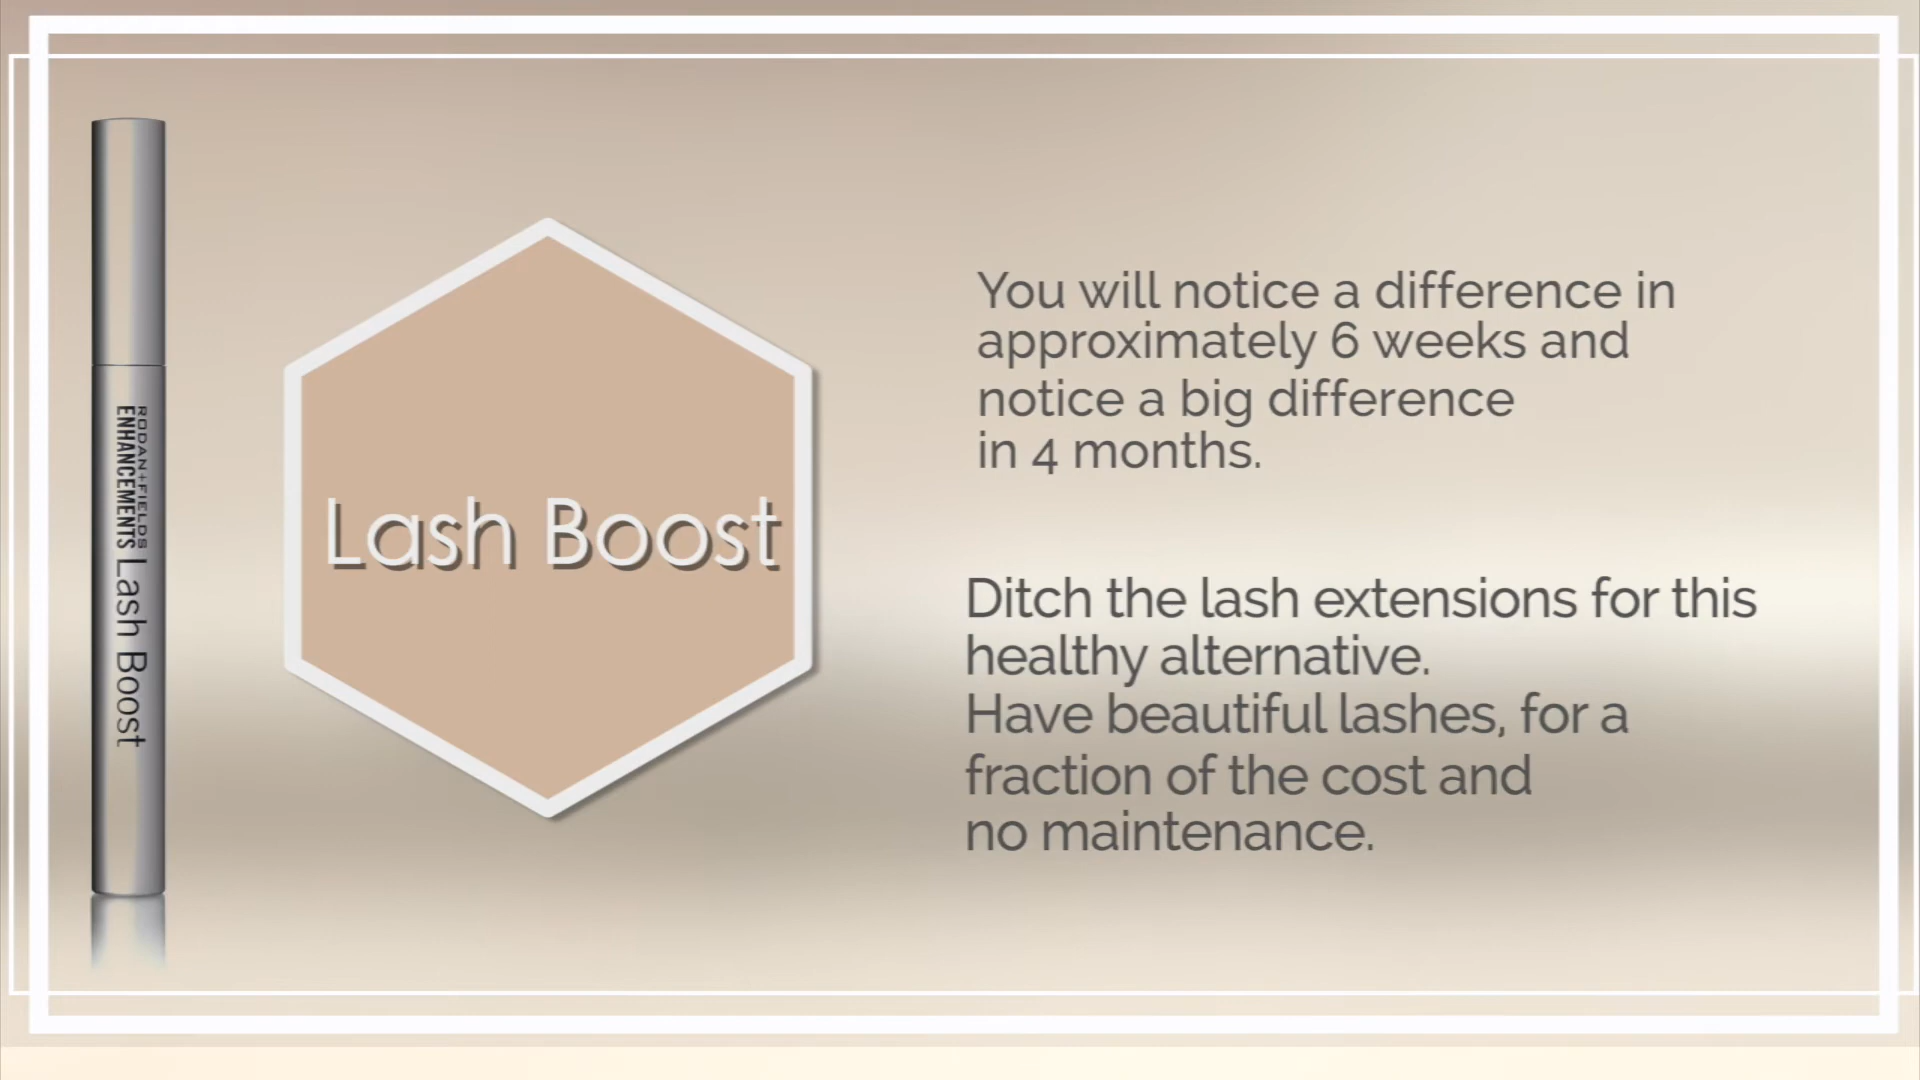 RODAN+FIELDS
ENHANCEMENTS Lash Boost
Lash Boost
You will notice a difference in
approximately 6 weeks and
notice a big difference
in 4 months.
Ditch the lash extensions for this
healthy alternative.
Have beautiful lashes, for a
fraction of the cost and
no maintenance.